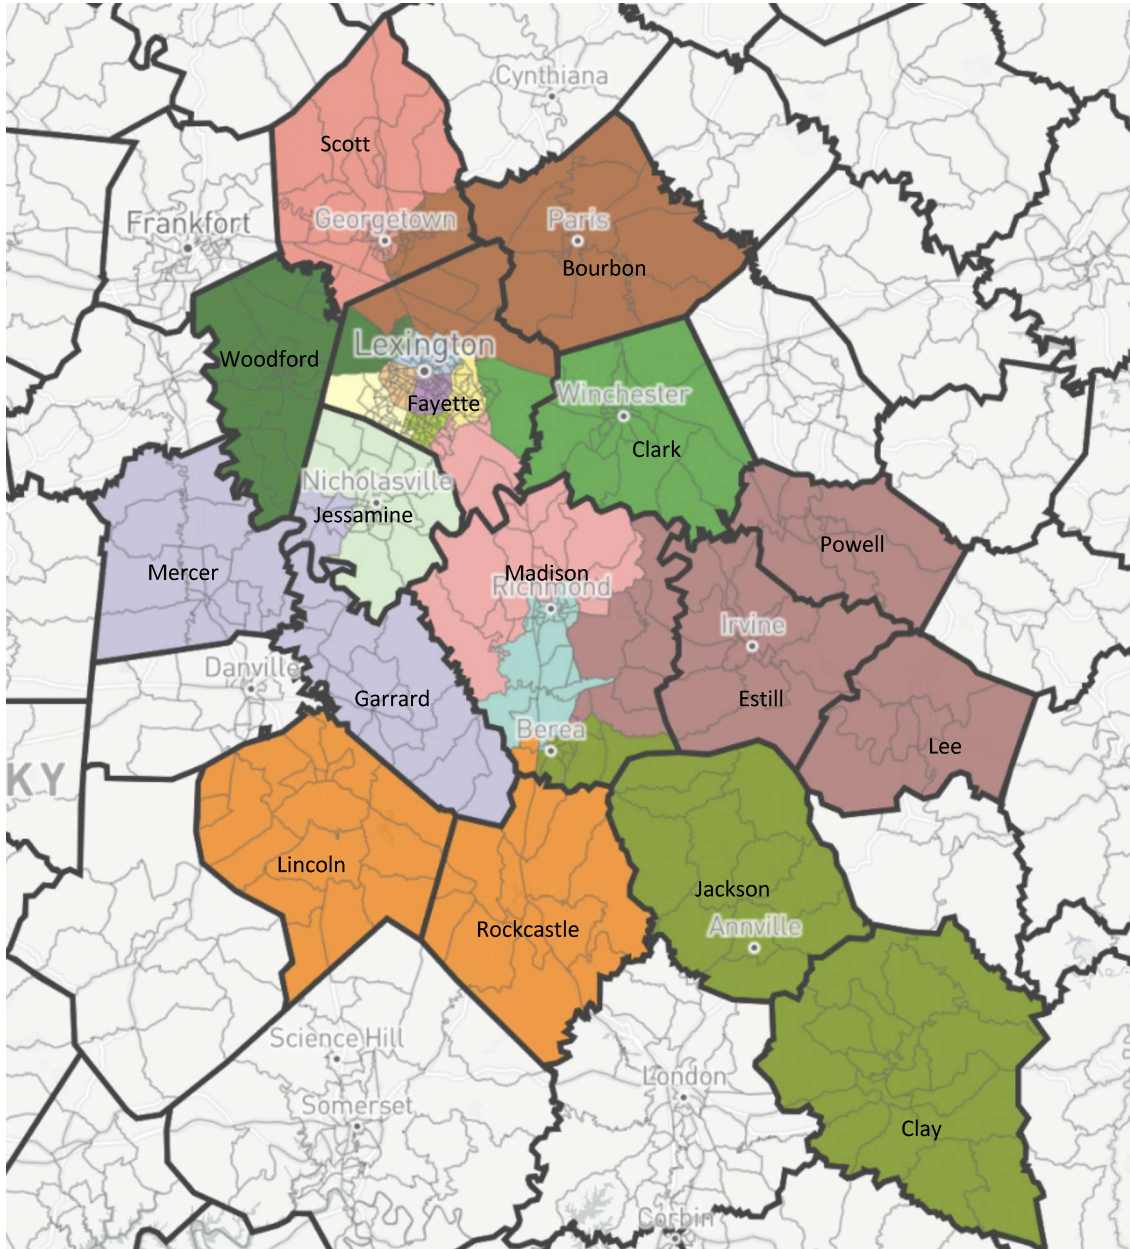 Cynthiana
Scott
Georgetown
Frankfort
Paris
Bourbon
Lexington
Woodford
Winchester
Fayette
Clark
Nicholasville
Jessamine
Powell
Mercer
Madison
Richmond
Irvine
Danville
Garrard
Estill
Berea
Lee
KY
Lincoln
Jackson
Rockcastle
Annville
Science Hill
London
Somerset
Clay
Corbin